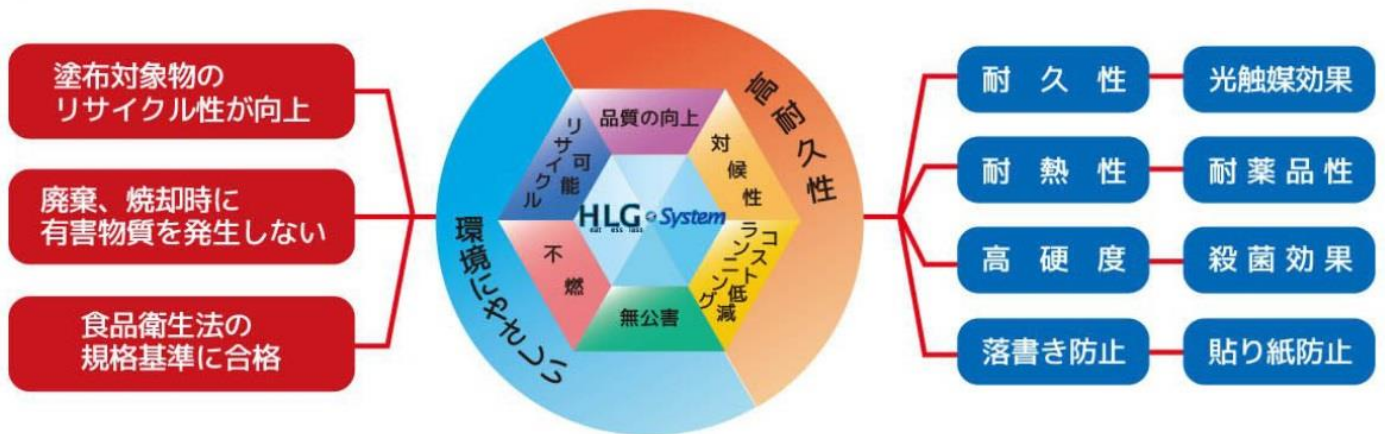 塗布対象物の
リサイクル性が向上
廃棄、焼却時に
有害物質を発生しない
食品衛生法の
規格基準に合格
環境にやさしい
高耐久性
品質の向上
対候性
ランニング
コスト低減
無公害
不燃
リサイクル
可能
HLG e System
eat ess lass
耐久性
光触媒効果
耐熱性
耐薬品性
高硬度
殺菌効果
落書き防止
貼り紙防止